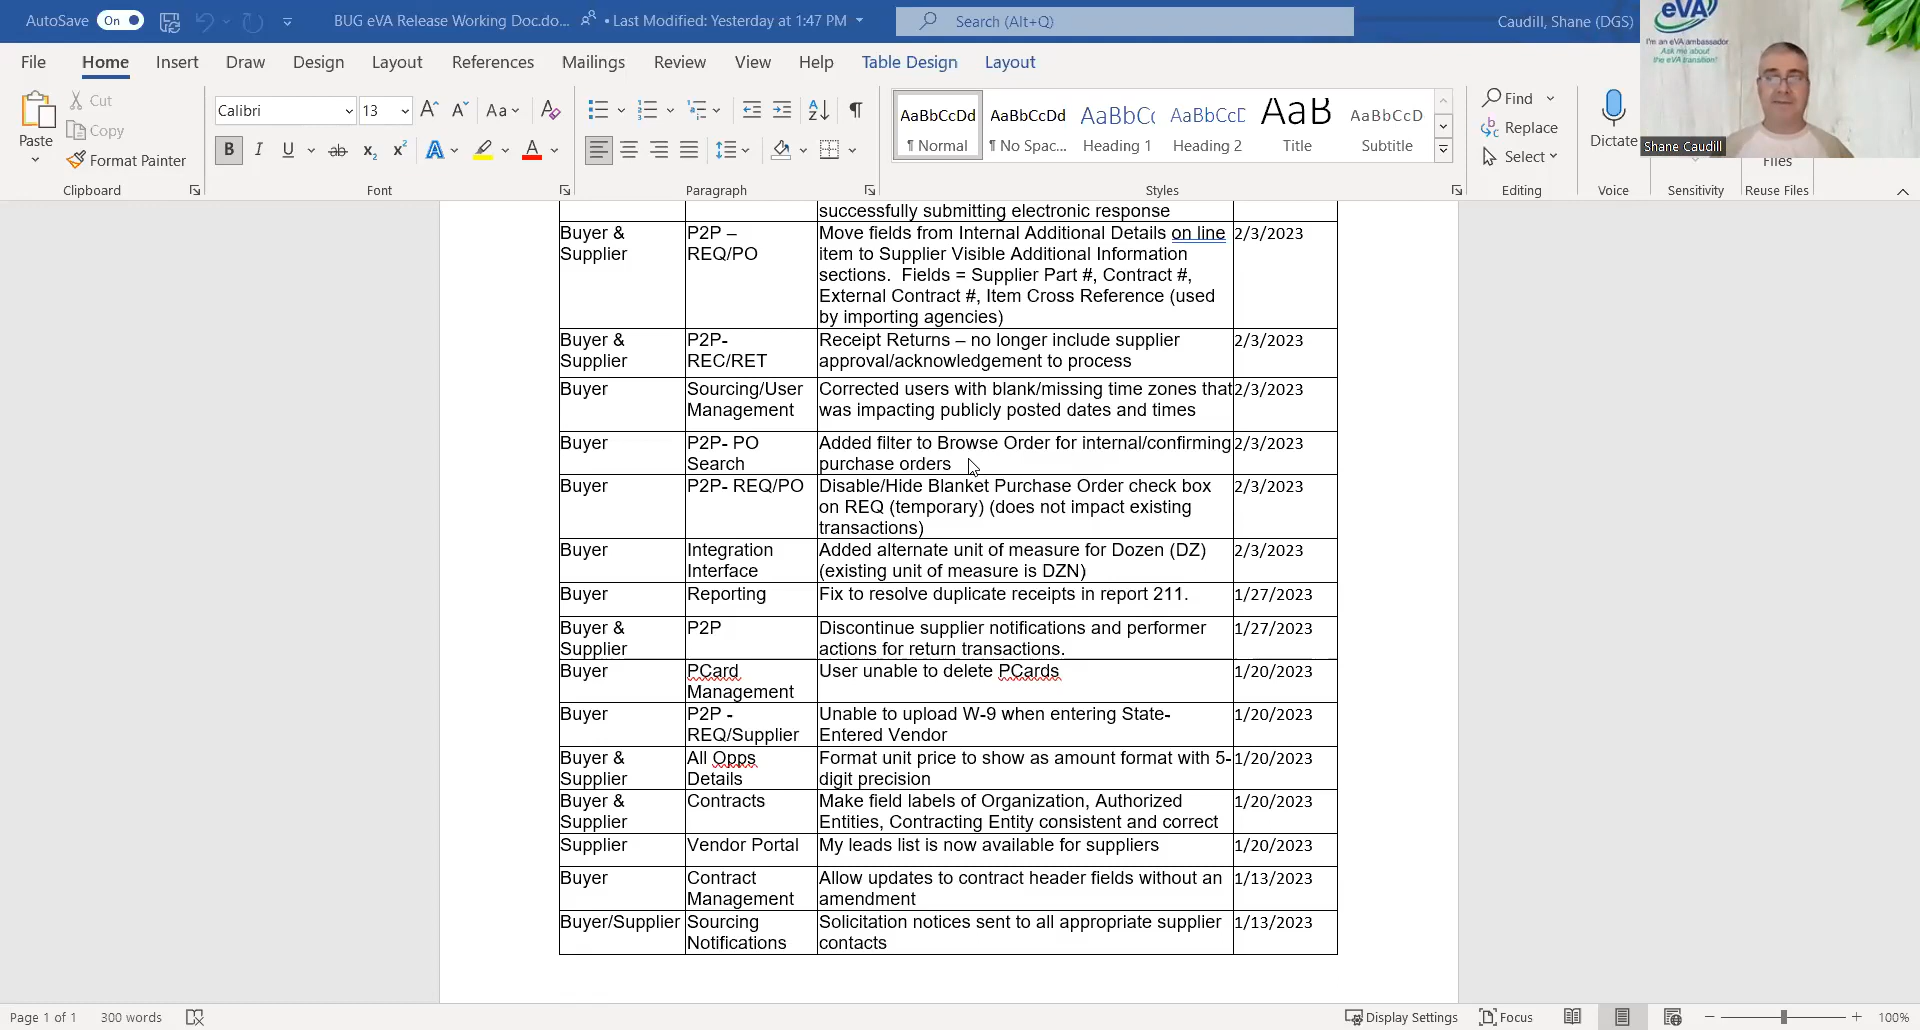 AutoSave On BUG eVA Release Working Doc.do... • Last Modified: Yesterday at 1:47 PM Search (Alt+Q) Caudill, Shane (DGS)
eVA
I'm an eVA ambassador
Ask me about
the eVA transition!
File Home Insert Draw Design Layout References Mailings Review View Help Table Design Layout
Paste
Cut
Copy
Format Painter
Clipboard
Calibri 13
Font
Paragraph
AaBbCcDd AaBbCcDd AaBbC( AaBbCcD AaB AaBbCcD
¶ Normal ¶ No Spac... Heading 1 Heading 2 Title Subtitle
Styles
Find
Replace
Select
Editing
Dictate
Voice
Sensitivity
Files
Reuse Files
Shane Caudill
successfully submitting electronic response
Buyer &
Supplier
P2P –
REQ/PO
Move fields from Internal Additional Details on line
item to Supplier Visible Additional Information
sections. Fields = Supplier Part #, Contract #,
External Contract #, Item Cross Reference (used
by importing agencies)
2/3/2023
Buyer &
Supplier
P2P-
REC/RET
Receipt Returns – no longer include supplier
approval/acknowledgement to process
2/3/2023
Buyer
Sourcing/User
Management
Corrected users with blank/missing time zones that
was impacting publicly posted dates and times
2/3/2023
Buyer
P2P- PO
Search
Added filter to Browse Order for internal/confirming
purchase orders
2/3/2023
Buyer
P2P- REQ/PO
Disable/Hide Blanket Purchase Order check box
on REQ (temporary) (does not impact existing
transactions)
2/3/2023
Buyer
Integration
Interface
Added alternate unit of measure for Dozen (DZ)
(existing unit of measure is DZN)
2/3/2023
Buyer
Reporting
Fix to resolve duplicate receipts in report 211.
1/27/2023
Buyer &
Supplier
P2P
Discontinue supplier notifications and performer
actions for return transactions.
1/27/2023
Buyer
PCard
Management
User unable to delete PCards
1/20/2023
Buyer
P2P -
REQ/Supplier
Unable to upload W-9 when entering State-
Entered Vendor
1/20/2023
Buyer &
Supplier
All Opps
Details
Format unit price to show as amount format with 5-
digit precision
1/20/2023
Buyer &
Supplier
Contracts
Make field labels of Organization, Authorized
Entities, Contracting Entity consistent and correct
1/20/2023
Supplier
Vendor Portal
My leads list is now available for suppliers
1/20/2023
Buyer
Contract
Management
Allow updates to contract header fields without an
amendment
1/13/2023
Buyer/Supplier
Sourcing
Notifications
Solicitation notices sent to all appropriate supplier
contacts
1/13/2023
Page 1 of 1 300 words Display Settings Focus 100%